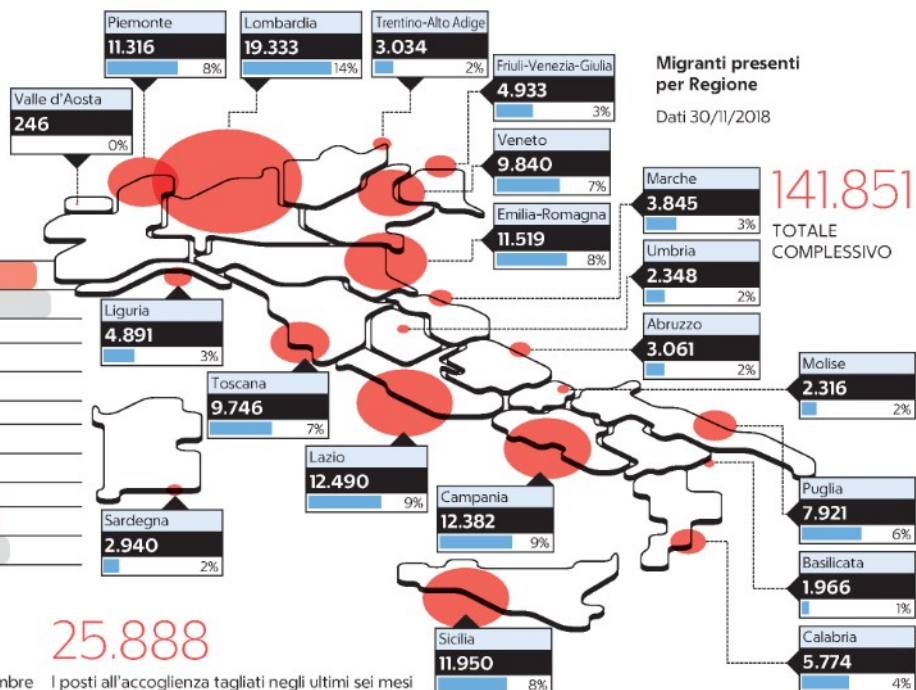 Piemonte
11.316
8%
Lombardia
19.333
14%
Trentino-Alto Adige
3.034
2%
Friuli-Venezia-Giulia
4.933
3%
Migranti presenti
per Regione
Dati 30/11/2018
Valle d'Aosta
246
0%
Veneto
9.840
7%
Marche
3.845
3%
141.851
TOTALE
COMPLESSIVO
Emilia-Romagna
11.519
8%
Umbria
2.348
2%
Liguria
4.891
3%
Abruzzo
3.061
2%
Molise
2.316
2%
Toscana
9.746
7%
Lazio
12.490
9%
Campania
12.382
9%
Puglia
7.921
6%
Sardegna
2.940
2%
Basilicata
1.966
1%
Sicilia
11.950
8%
Calabria
5.774
4%
25.888
mbre
I posti all'accoglienza tagliati negli ultimi sei mesi